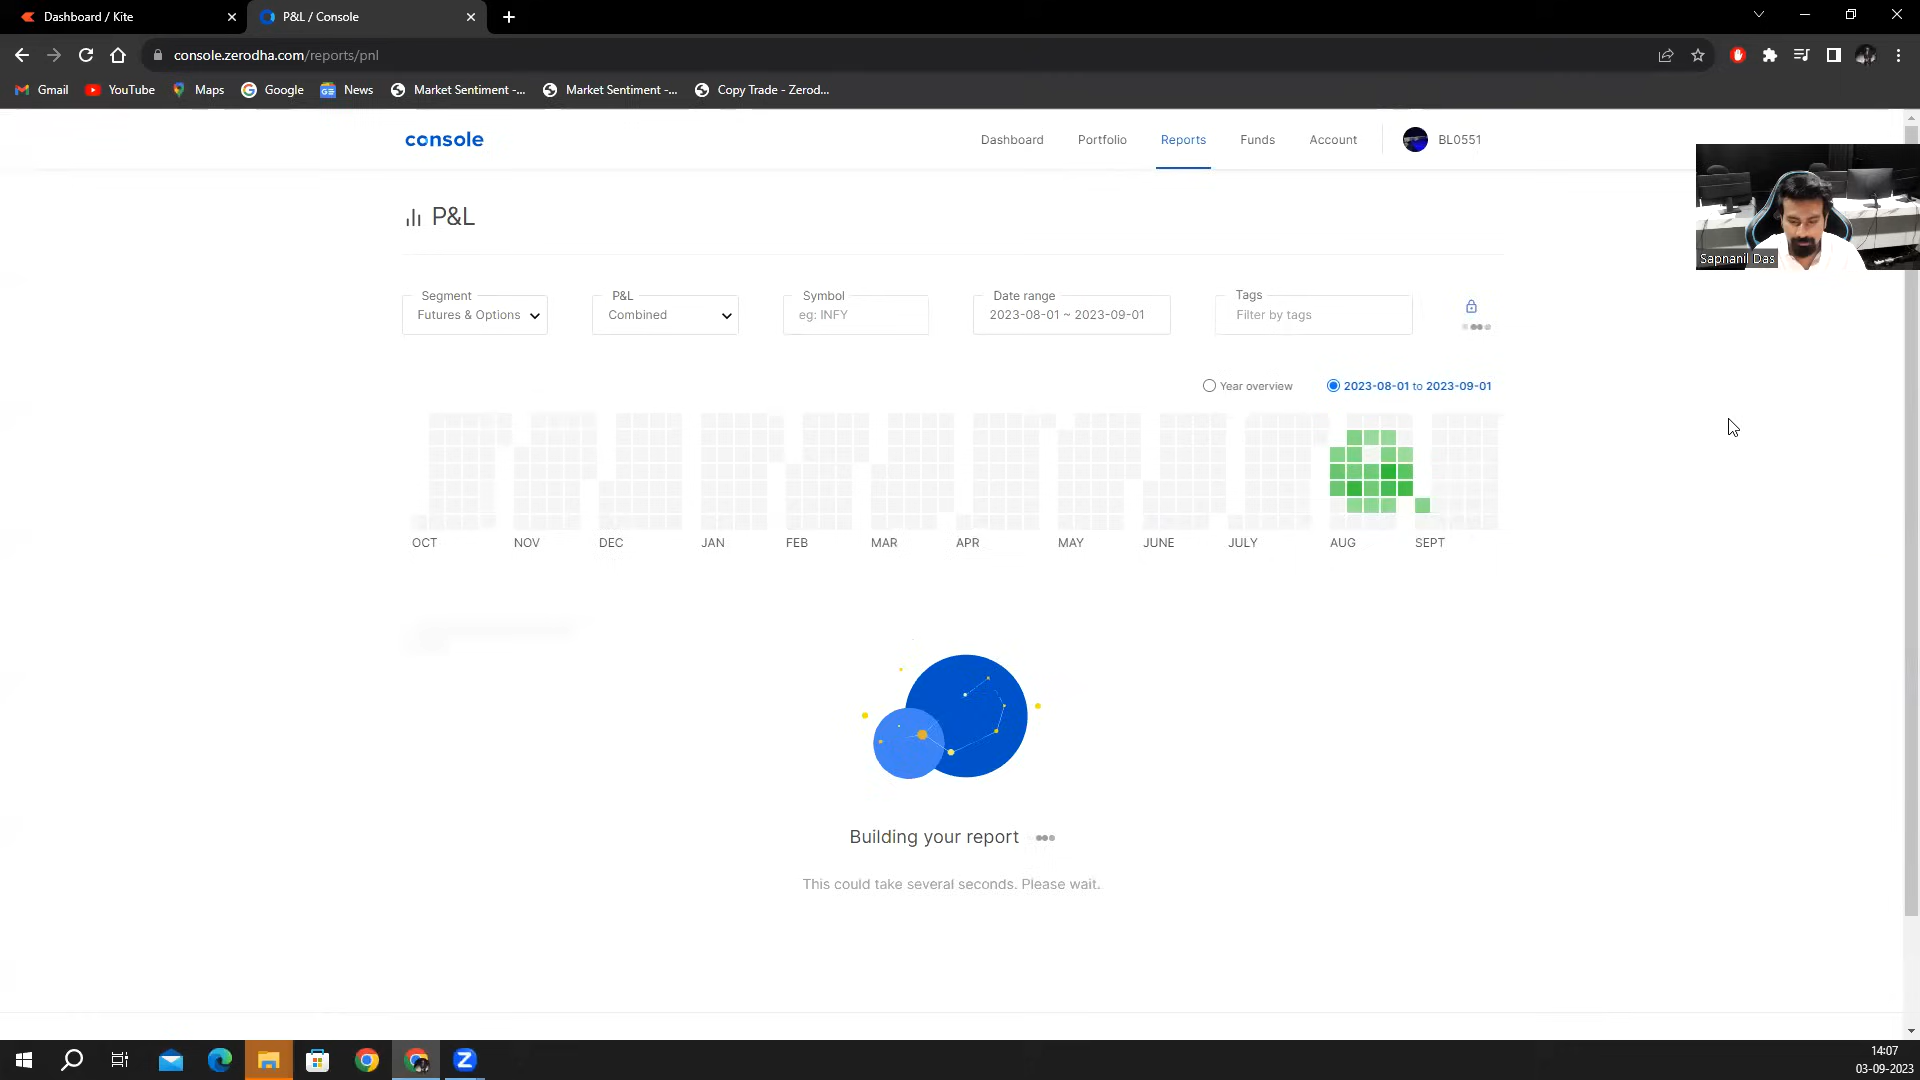 Dashboard / Kite
P&L / Console
console.zerodha.com/reports/pnl
Gmail
YouTube
Maps
Google
News
Market Sentiment -...
Market Sentiment -...
Copy Trade - Zerod...
console
Dashboard
Portfolio
Reports
Funds
Account
BL0551
Sapnanil Das
P&L
Segment
Futures & Options
P&L
Combined
Symbol
eg: INFY
Date range
2023-08-01 ~ 2023-09-01
Tags
Filter by tags
Year overview
2023-08-01 to 2023-09-01
OCT
NOV
DEC
JAN
FEB
MAR
APR
MAY
JUNE
JULY
AUG
SEPT
Building your report
This could take several seconds. Please wait.
14:07
03-09-2023